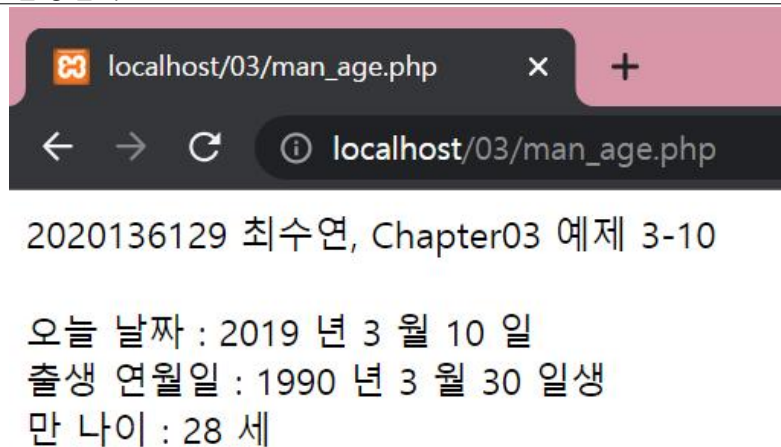 localhost/03/man_age.php
localhost/03/man_age.php
2020136129 최수연, Chapter03 예제 3-10
오늘 날짜 : 2019 년 3 월 10 일
출생 연월일 : 1990 년 3 월 30 일생
만 나이 : 28 세